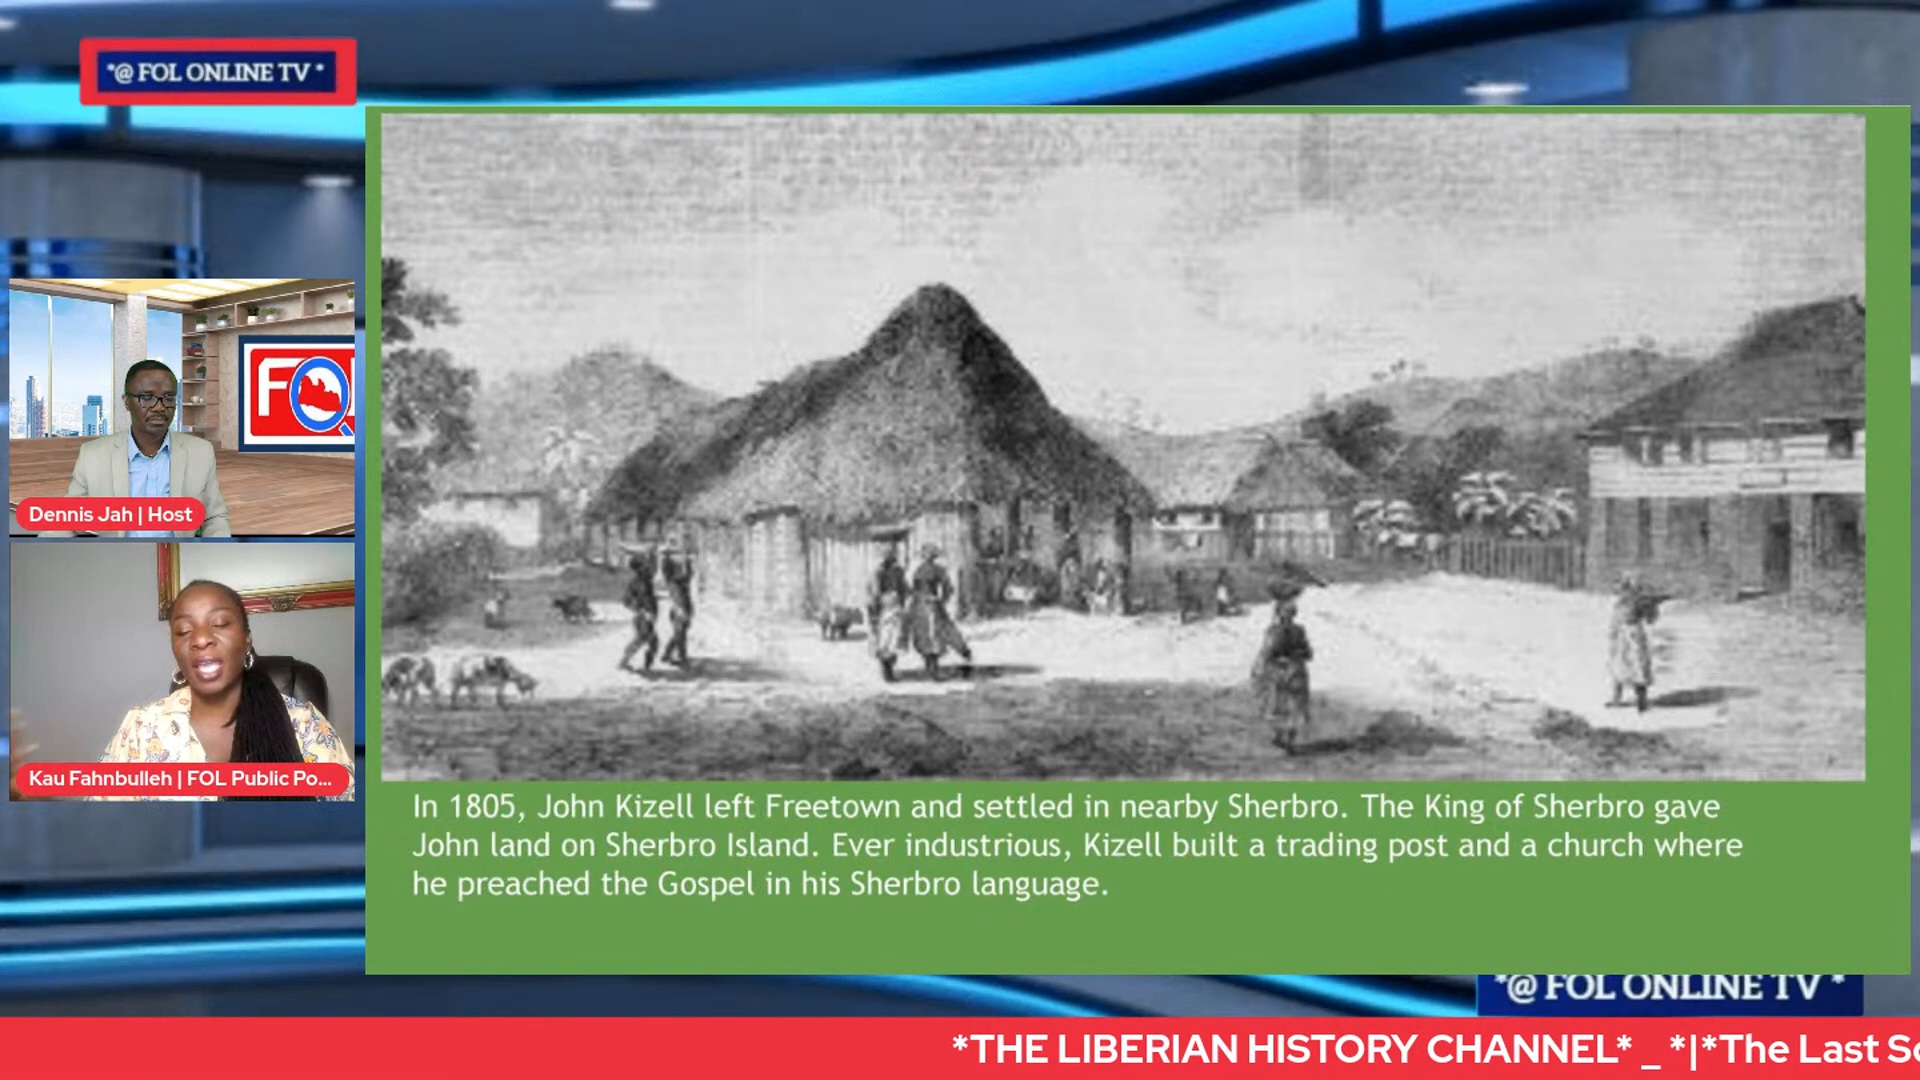 *@ FOL ONLINE TV *
FOL
Dennis Jah | Host
Kau Fahnbulleh | FOL Public Po...
In 1805, John Kizell left Freetown and settled in nearby Sherbro. The King of Sherbro gave
John land on Sherbro Island. Ever industrious, Kizell built a trading post and a church where
he preached the Gospel in his Sherbro language.
*@ FOL ONLINE TV *
*THE LIBERIAN HISTORY CHANNEL* _ *|*The Last